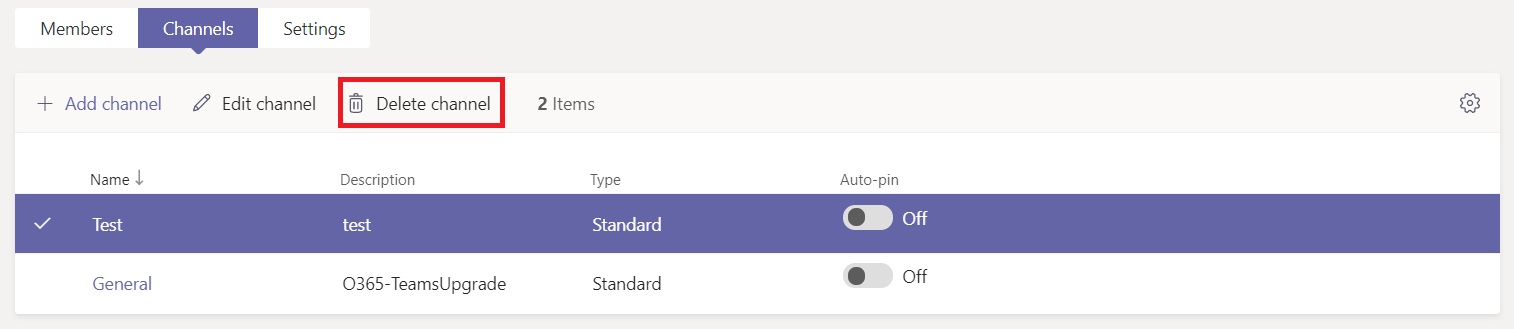 Members Channels Settings
Add channel Edit channel Delete channel 2 Items
Name Description Type Auto-pin
Test test Standard Off
General O365-TeamsUpgrade Standard Off